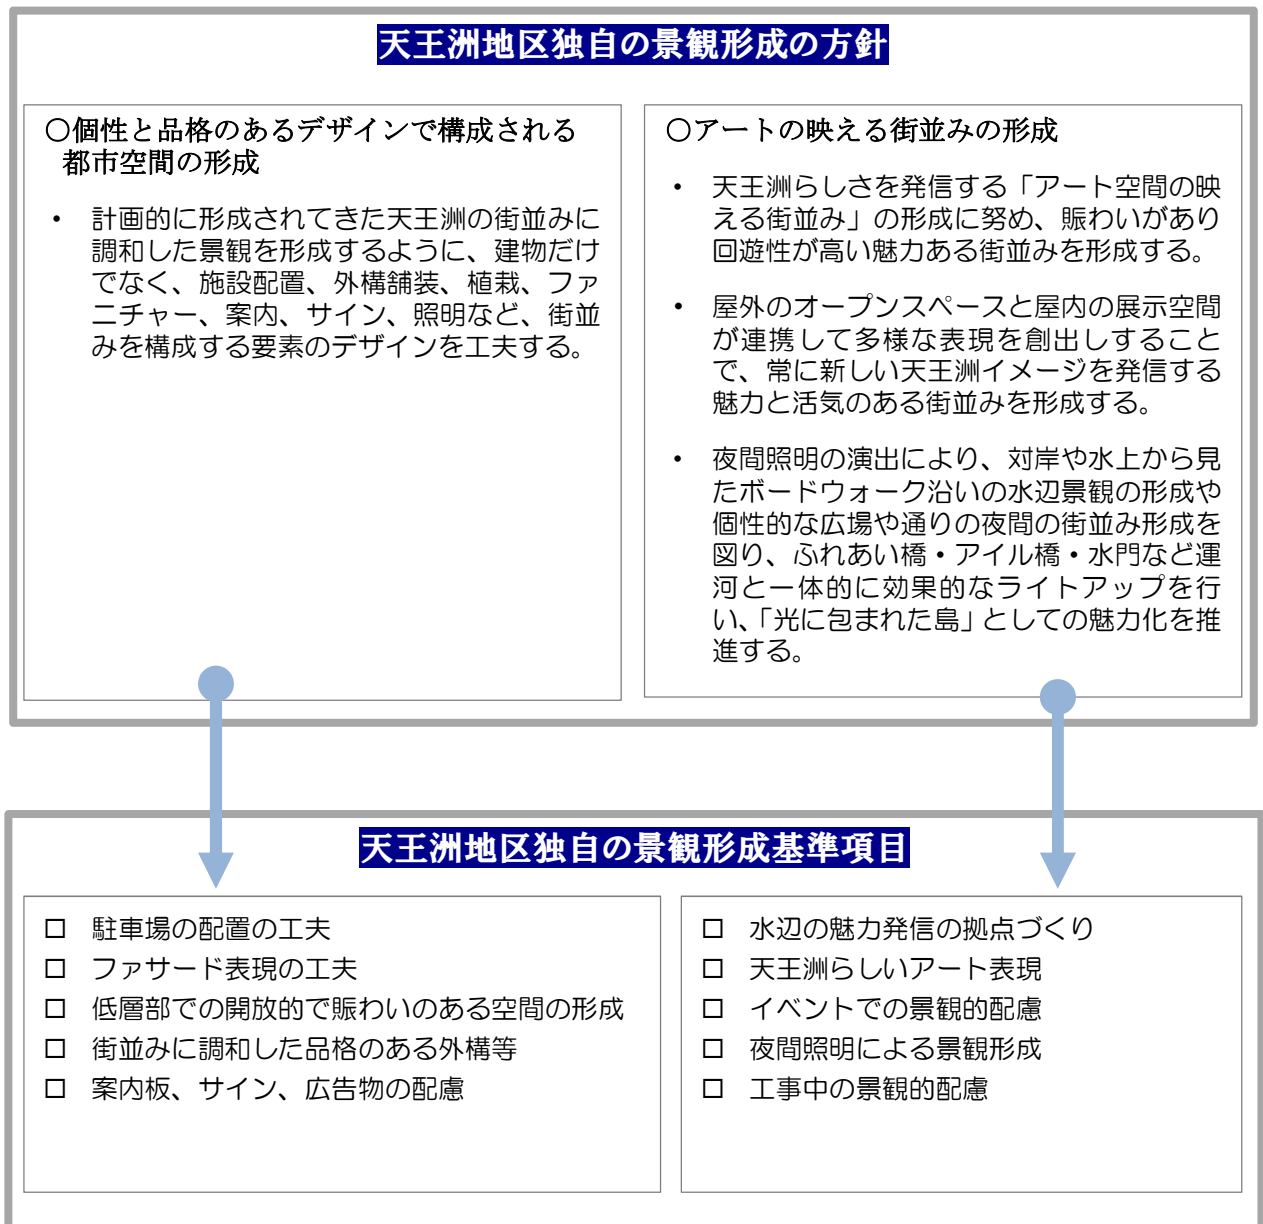 天王洲地区独自の景観形成の方針
○個性と品格のあるデザインで構成される
都市空間の形成
• 計画的に形成されてきた天王洲の街並みに
調和した景観を形成するように、建物だけ
でなく、施設配置、外構舗装、植栽、ファ
ニチャー、案内、サイン、照明など、街並
みを構成する要素のデザインを工夫する。
○アートの映える街並みの形成
• 天王洲らしさを発信する「アート空間の映
える街並み」の形成に努め、賑わいがあり
回遊性が高い魅力ある街並みを形成する。
• 屋外のオープンスペースと屋内の展示空間
が連携して多様な表現を創出しすること
で、常に新しい天王洲イメージを発信する
魅力と活気のある街並みを形成する。
• 夜間照明の演出により、対岸や水上から見
たボードウォーク沿いの水辺景観の形成や
個性的な広場や通りの夜間の街並み形成を
図り、ふれあい橋・アイル橋・水門など運
河と一体的に効果的なライトアップを行
い、「光に包まれた島」としての魅力化を推
進する。
天王洲地区独自の景観形成基準項目
□ 駐車場の配置の工夫
□ ファサード表現の工夫
□ 低層部での開放的で賑わいのある空間の形成
□ 街並みに調和した品格のある外構等
□ 案内板、サイン、広告物の配慮
□ 水辺の魅力発信の拠点づくり
□ 天王洲らしいアート表現
□ イベントでの景観的配慮
□ 夜間照明による景観形成
□ 工事中の景観的配慮